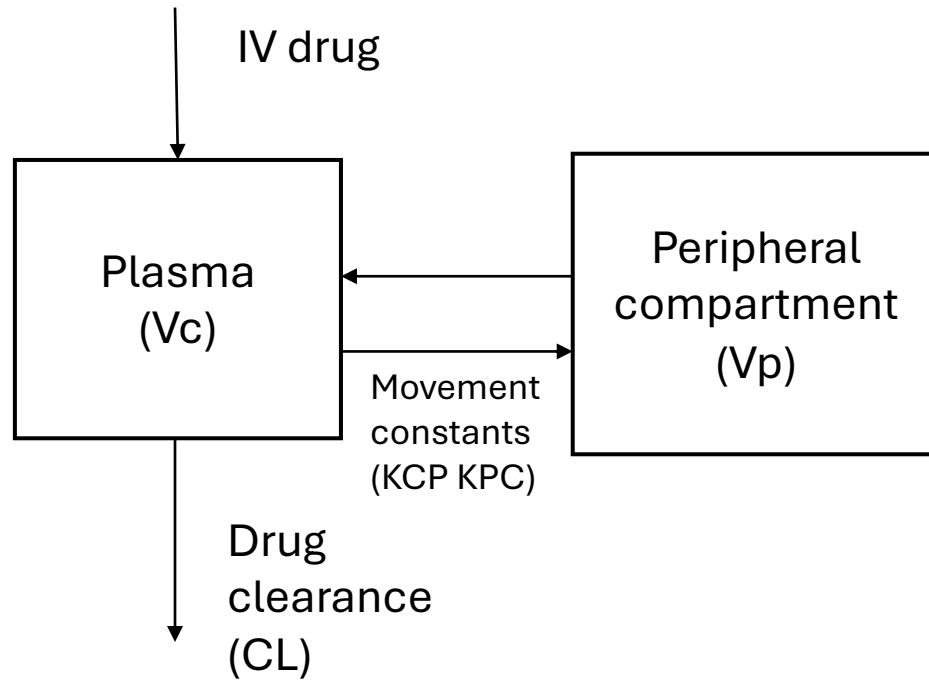 IV drug
Plasma
(Vc)
Peripheral
compartment
(Vp)
Movement
constants
(KCP KPC)
Drug
clearance
(CL)